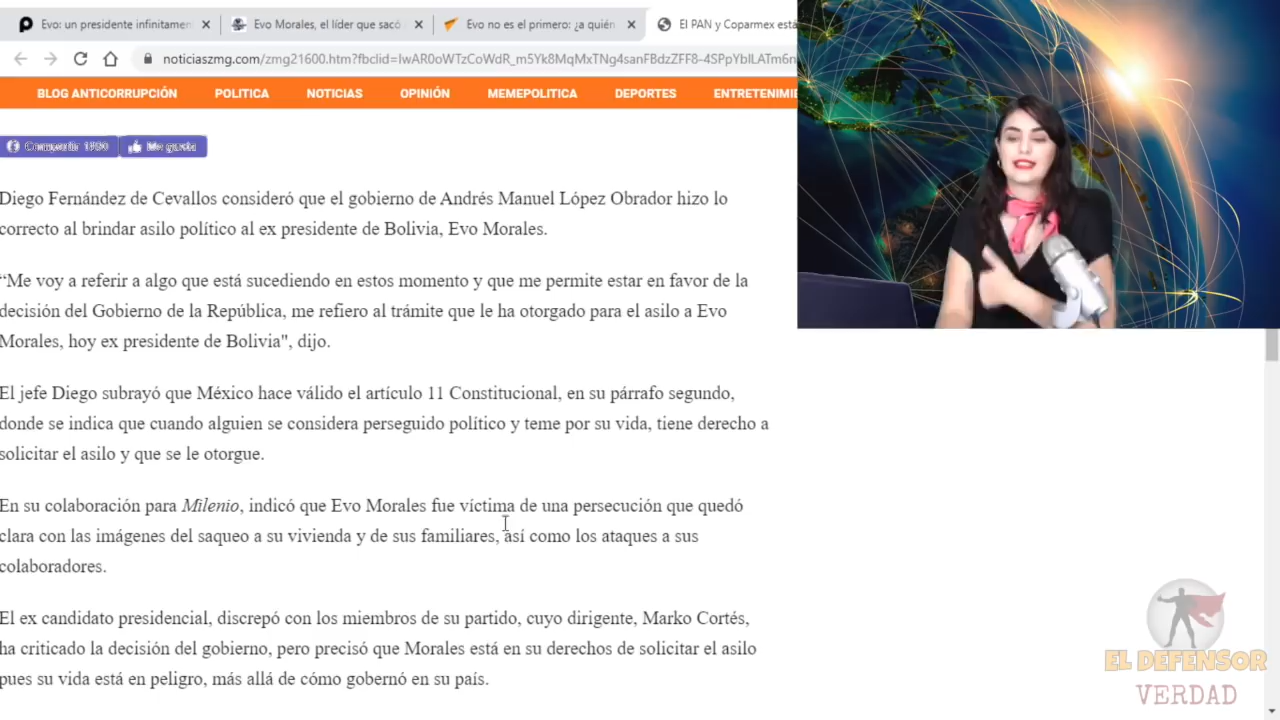 Evo: un presidente infinitamen
Evo Morales, el líder que sacó
Evo no es el primero: ¿a quién
El PAN y Coparmex está
noticiaszmg.com/zmg21600.htm?fbclid=IwAR0oWTzCoWdR_m5Yk8MqMxTNg4sanFBdzZFF8-4SPpYbILATm6n
BLOG ANTICORRUPCIÓN POLITICA NOTICIAS OPINIÓN MEMEPOLITICA DEPORTES ENTRETENIMIE
Me gusta
Diego Fernández de Cevallos consideró que el gobierno de Andrés Manuel López Obrador hizo lo
correcto al brindar asilo político al ex presidente de Bolivia, Evo Morales.
“Me voy a referir a algo que está sucediendo en estos momento y que me permite estar en favor de la
decisión del Gobierno de la República, me refiero al trámite que le ha otorgado para el asilo a Evo
Morales, hoy ex presidente de Bolivia", dijo.
El jefe Diego subrayó que México hace válido el artículo 11 Constitucional, en su párrafo segundo,
donde se indica que cuando alguien se considera perseguido político y teme por su vida, tiene derecho a
solicitar el asilo y que se le otorgue.
En su colaboración para Milenio, indicó que Evo Morales fue víctima de una persecución que quedó
clara con las imágenes del saqueo a su vivienda y de sus familiares, así como los ataques a sus
colaboradores.
El ex candidato presidencial, discrepó con los miembros de su partido, cuyo dirigente, Marko Cortés,
ha criticado la decisión del gobierno, pero precisó que Morales está en su derechos de solicitar el asilo
pues su vida está en peligro, más allá de cómo gobernó en su país.
EL DEFENSOR
VERDAD